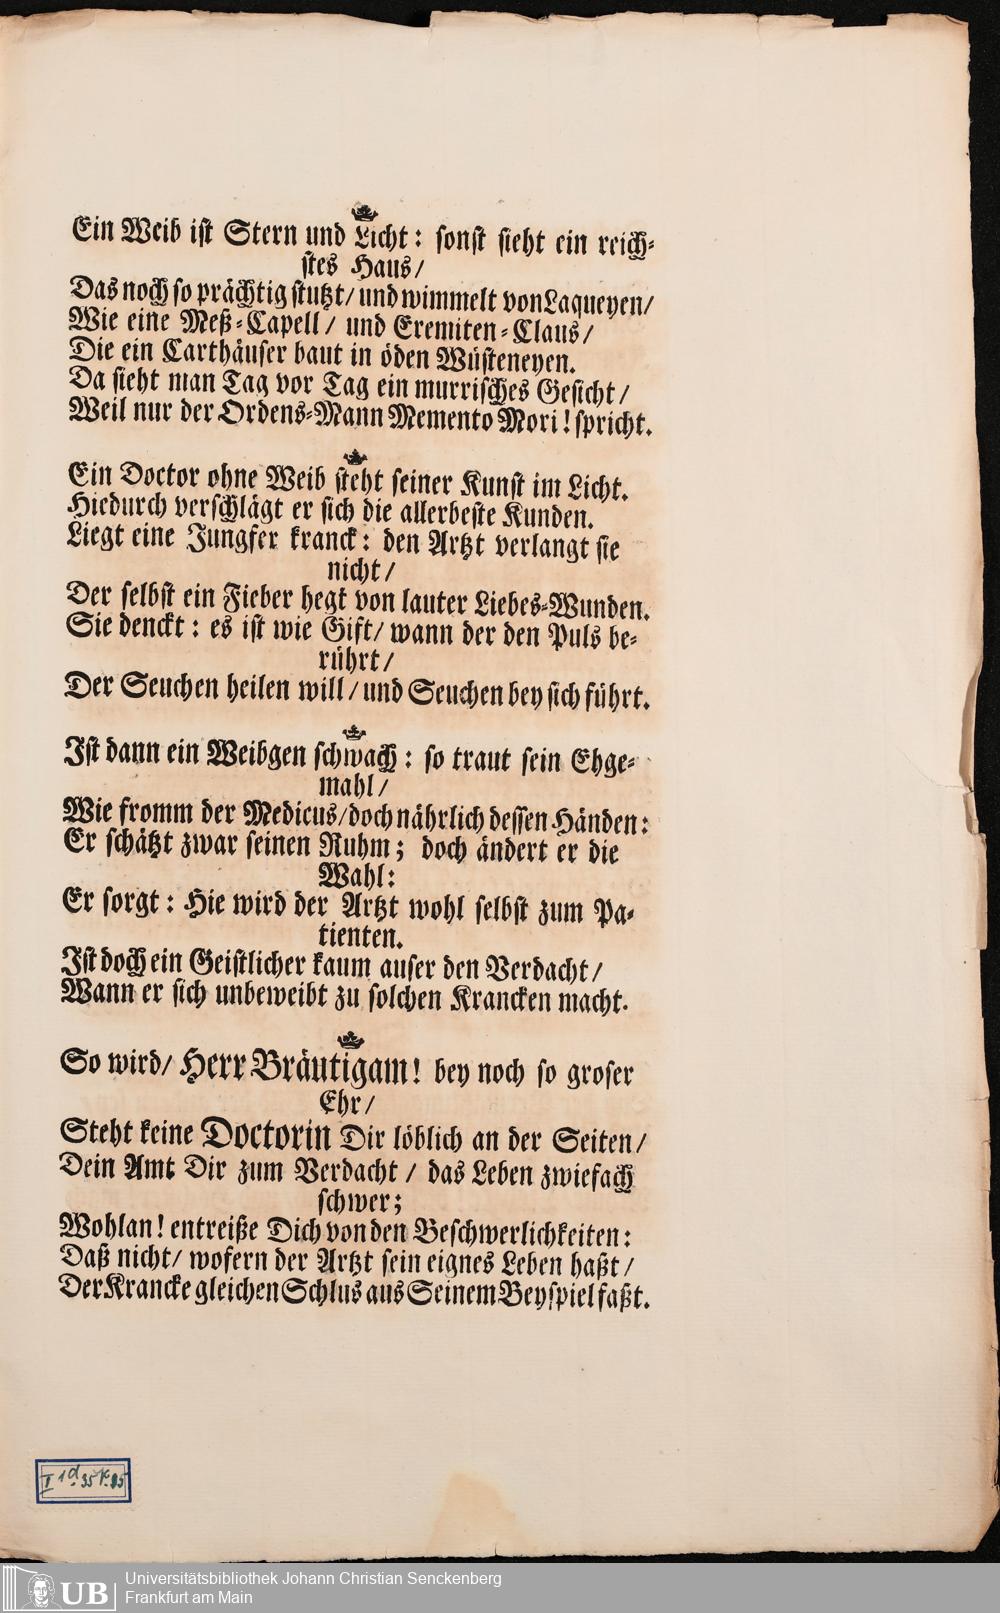 Ein Weib ist Stern und Licht: sonst sieht ein reich-
stes Haus/
Das noch so prächtig stutzt/ und wimmelt von Laqueyen/
Wie eine Meß-Capell/ und Eremiten-Claus/
Die ein Carthäuser baut in öden Wüsteneyen.
Da sieht man Tag vor Tag ein murrisches Gesicht/
Weil nur der Ordens-Mann Memento Mori! spricht.
Ein Doctor ohne Weib steht seiner Kunst im Licht.
Hiedurch verschlägt er sich die allerbeste Kunden.
Liegt eine Jungfer kranck: den Artzt verlangt sie
nicht/
Der selbst ein Fieber hegt von lauter Liebes-Wunden.
Sie denckt: es ist wie Gift/ wann der den Puls be-
rührt/
Der Seuchen heilen will/ und Seuchen bey sich führt.
Ist dann ein Weibgen schwach: so traut sein Ehge-
mahl/
Wie fromm der Medicus/ doch nährlich dessen Händen:
Er schätzt zwar seinen Ruhm; doch ändert er die
Wahl:
Er sorgt: Hie wird der Artzt wohl selbst zum Pa-
tienten.
Ist doch ein Geistlicher kaum auser den Verdacht/
Wann er sich unbeweibt zu solchen Krancken macht.
So wird/ Herr Bräutigam! bey noch so groser
Ehr/
Steht keine Doctorin Dir löblich an der Seiten/
Dein Amt Dir zum Verdacht/ das Leben zwiefach
schwer;
Wohlan! entreiße Dich von den Beschwerlichkeiten:
Daß nicht/ wofern der Artzt sein eignes Leben haßt/
Der Krancke gleichen Schlus aus Seinem Beyspiel faßt.
UB
Universitätsbibliothek Johann Christian Senckenberg
Frankfurt am Main